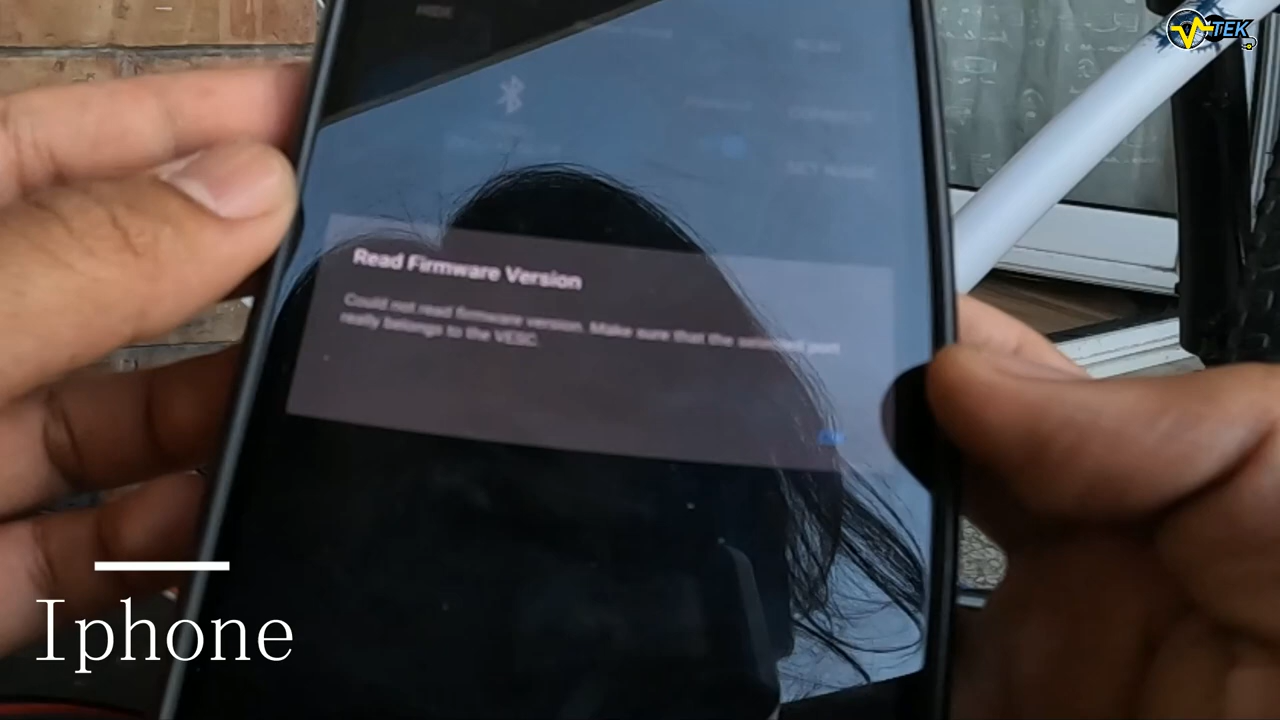 TEK
Read Firmware Version
Could not read firmware version. Make sure that the selected port
really belongs to the VESC.
Iphone